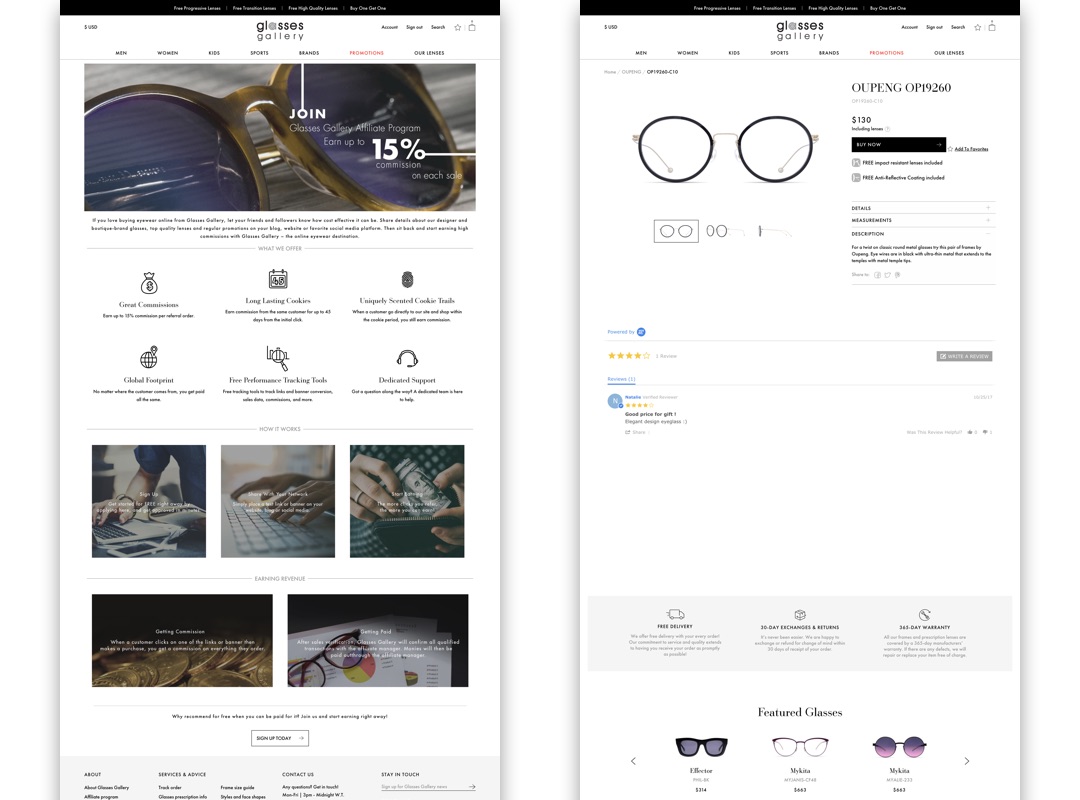 Free Progressive Lenses | Free Transition Lenses | Free High Quality Lenses | Buy One Get One
$ USD
glasses
gallery
Account Sign out Search
MEN WOMEN KIDS SPORTS BRANDS PROMOTIONS OUR LENSES
JOIN
Glasses Gallery Affiliate Program
Earn up to 15%
commission
on each sale
If you love buying eyewear online from Glasses Gallery, let your friends and followers know how cost effective it can be. Share details about our designer and
boutique-brand glasses, top quality lenses and regular promotions on your blog, website or favorite social media platform. Then sit back and start earning high
commissions with Glasses Gallery – the online eyewear destination.
WHAT WE OFFER
Great Commissions
Earn up to 15% commission per referral order.
Long Lasting Cookies
Earn commission from the same customer for up to 45
days from the initial click.
Uniquely Scented Cookie Trails
When a customer go directly to our site and shop within
the cookie period, you still earn commission.
Global Footprint
No matter where the customer comes from, you get paid
all the same.
Free Performance Tracking Tools
Free tracking tools to track links and banner conversion,
sales data, commissions, and more.
Dedicated Support
Got a question along the way? A dedicated team is here
to help.
HOW IT WORKS
Sign Up
Get started for FREE right away by
applying here, and get approved in minutes.
Share With Your Network
Simply place a text link or banner on your
website, blog or social media.
Start Earning
The more you refer,
the more you earn!
EARNING REVENUE
Getting Commission
When a customer clicks on one of the links or banner then
makes a purchase, you get a commission on everything they order.
Getting Paid
After sales verification, Glasses Gallery will confirm all qualified
transactions with the affiliate manager. Monies will then be
paid out through the affiliate manager.
Why recommend for free when you can be paid for it? Join us and start earning right away!
SIGN UP TODAY
ABOUT SERVICES & ADVICE CONTACT US STAY IN TOUCH
About Glasses Gallery Track order Frame size guide Any questions? Get in touch! Sign up for Glasses Gallery news
Affiliate program Glasses prescription info Styles and face shapes Mon-Fri | 3pm - Midnight W.T.
Free Progressive Lenses | Free Transition Lenses | Free High Quality Lenses | Buy One Get One
$ USD
glasses
gallery
Account Sign out Search
MEN WOMEN KIDS SPORTS BRANDS PROMOTIONS OUR LENSES
Home / OUPENG / OP19260-C10
OUPENG OP19260
OP19260-C10
$130
Including lenses
BUY NOW
Add To Favorites
FREE impact resistant lenses included
FREE Anti-Reflective Coating included
DETAILS +
MEASUREMENTS +
DESCRIPTION —
For a twist on classic round metal glasses try this pair of frames by
Oupeng. Eye wires are in black with ultra-thin metal that extends to the
temples with metal temple tips.
Share to
Powered by
1 Review
WRITE A REVIEW
Reviews (1)
N
Natalie Verified Reviewer 10/25/17
Good price for gift !
Elegant design eyeglass :)
Share Was This Review Helpful?
FREE DELIVERY
We offer free delivery with your every order!
Our commitment to service and quality extends
to having you receive your order as promptly
as possible!
30-DAY EXCHANGES & RETURNS
It's never been easier. We are happy to
exchange or refund for change of mind within
30 days of receipt of your order.
365-DAY WARRANTY
All our frames and prescription lenses are
covered by a 365-day manufacturers'
warranty. If there are any defects, we will
repair or replace your item free of charge.
Featured Glasses
Effector
PHIL-BK
$314
Mykita
$663
Mykita
$663